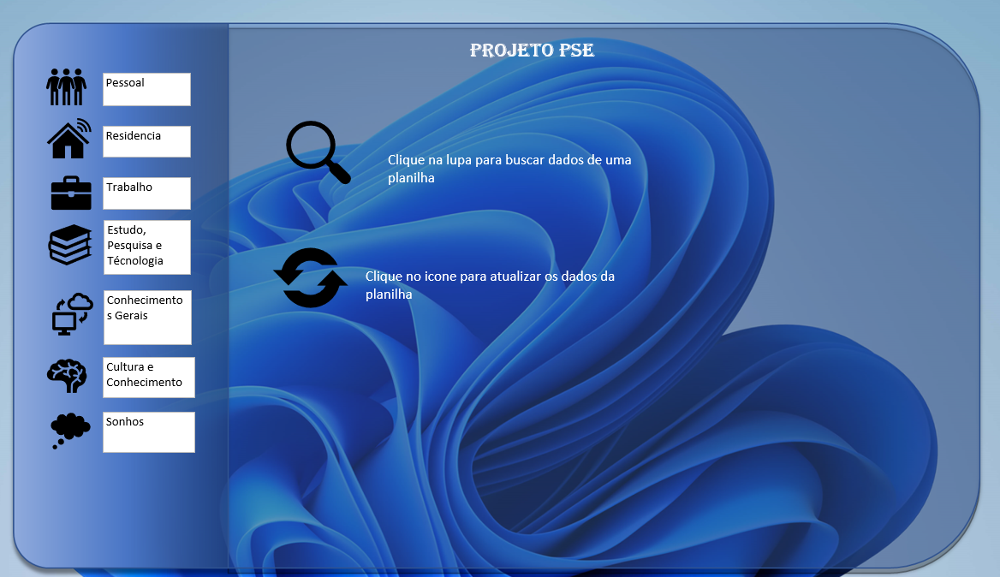 PROJETO PSE
Pessoal
Residencia
Trabalho
Estudo,
Pesquisa e
Técnologia
Conhecimento
s Gerais
Cultura e
Conhecimento
Sonhos
Clique na lupa para buscar dados de uma
planilha
Clique no icone para atualizar os dados da
planilha